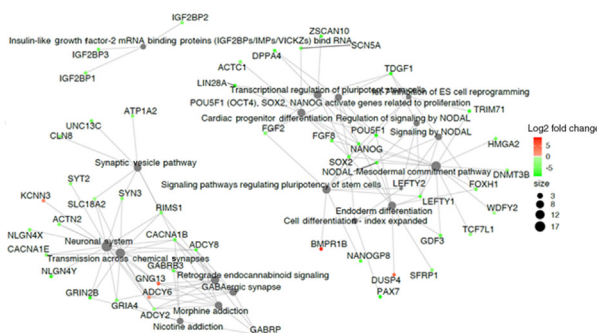 IGF2BP2
Insulin-like growth factor-2 mRNA binding proteins (IGF2BPs/IMPs/VICKZs) bind RNA
IGF2BP3
IGF2BP1
ZSCAN10
SCN5A
DPPA4
ACTC1
TDGF1
LIN28A
Transcriptional regulation of pluripotent stem cells
inhibition of ES cell reprogramming
POU5F1 (OCT4), SOX2, NANOG activate genes related to proliferation
TRIM71
Cardiac progenitor differentiation
Regulation of signaling by NODAL
FGF2
FGF8
POU5F1
Signaling by NODAL
HMGA2
NANOG
SOX2
NODAL
Mesodermal commitment pathway
DNMT3B
Signaling pathways regulating pluripotency of stem cells
LEFTY2
FOXH1
LEFTY1
WDFY2
Endoderm differentiation
Cell differentiation - index expanded
TCF7L1
GDF3
BMPR1B
NANOGP8
SFRP1
DUSP4
PAX7
ATP1A2
UNC13C
CLN8
Synaptic vesicle pathway
SYT2
KCNN3
SLC18A2
SYN3
RIMS1
ACTN2
NLGN4X
CACNA1B
Neuronal system
ADCY8
CACNA1E
Transmission across chemical synapses
NLGN4Y
GABRB3
GNG13
Retrograde endocannabinoid signaling
GABAergic synapse
GRIN2B
ADCY6
GRIA4
ADCY2
Morphine addiction
Nicotine addiction
GABRP
Log2 fold change
5
0
-5
size
3
8
12
17